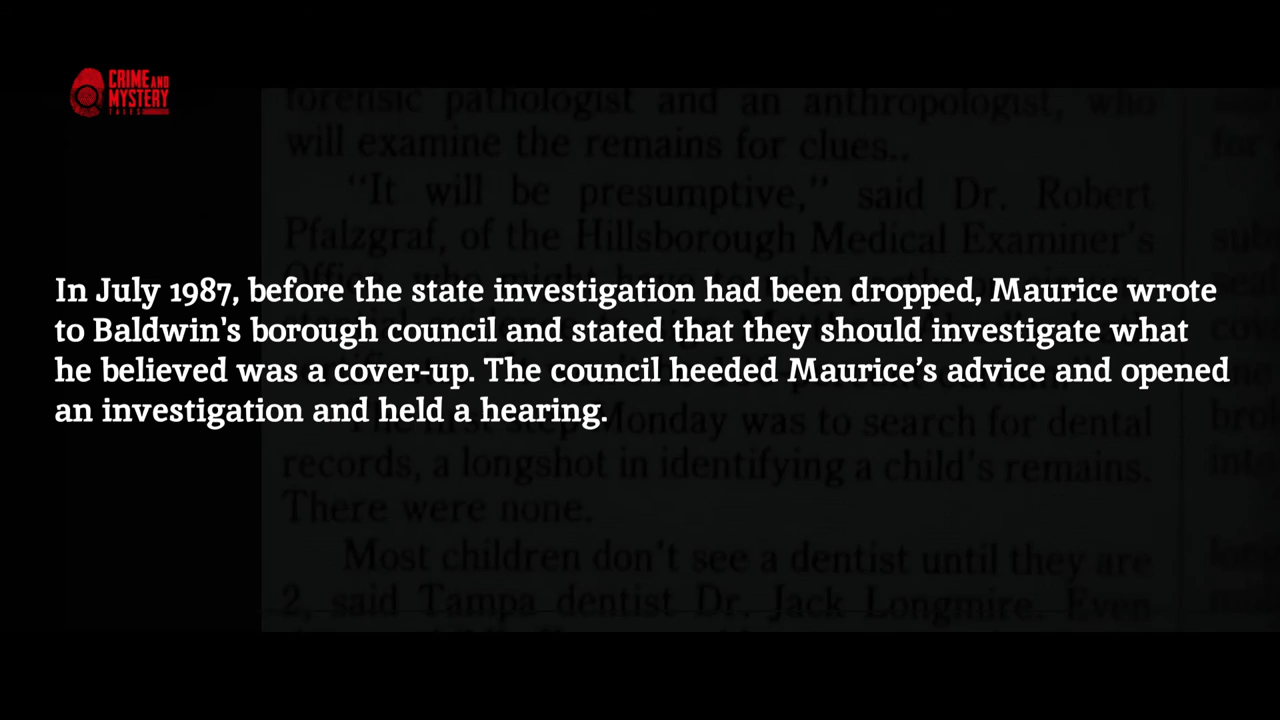 CRIME AND
MYSTERY
TALES
forensic pathologist and an anthropologist, who
will examine the remains for clues..
"It will be presumptive," said Dr. Robert
Pfalzgraf, of the Hillsborough Medical Examiner's
In July 1987, before the state investigation had been dropped, Maurice wrote
to Baldwin's borough council and stated that they should investigate what
he believed was a cover-up. The council heeded Maurice's advice and opened
an investigation and held a hearing.
The first step Monday was to search for dental
records, a longshot in identifying a child's remains.
There were none.
Most children don't see a dentist until they are
2, said Tampa dentist Dr. Jack Longmire. Even